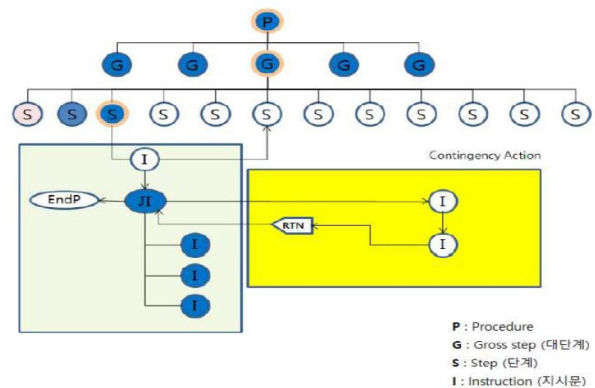 P
G G G G G
S S S S S S S S S S S
I
Contingency Action
EndP
JI
I
RTN
I
I
I
I
P : Procedure
G : Gross step (대단계)
S : Step (단계)
I : Instruction (지시문)